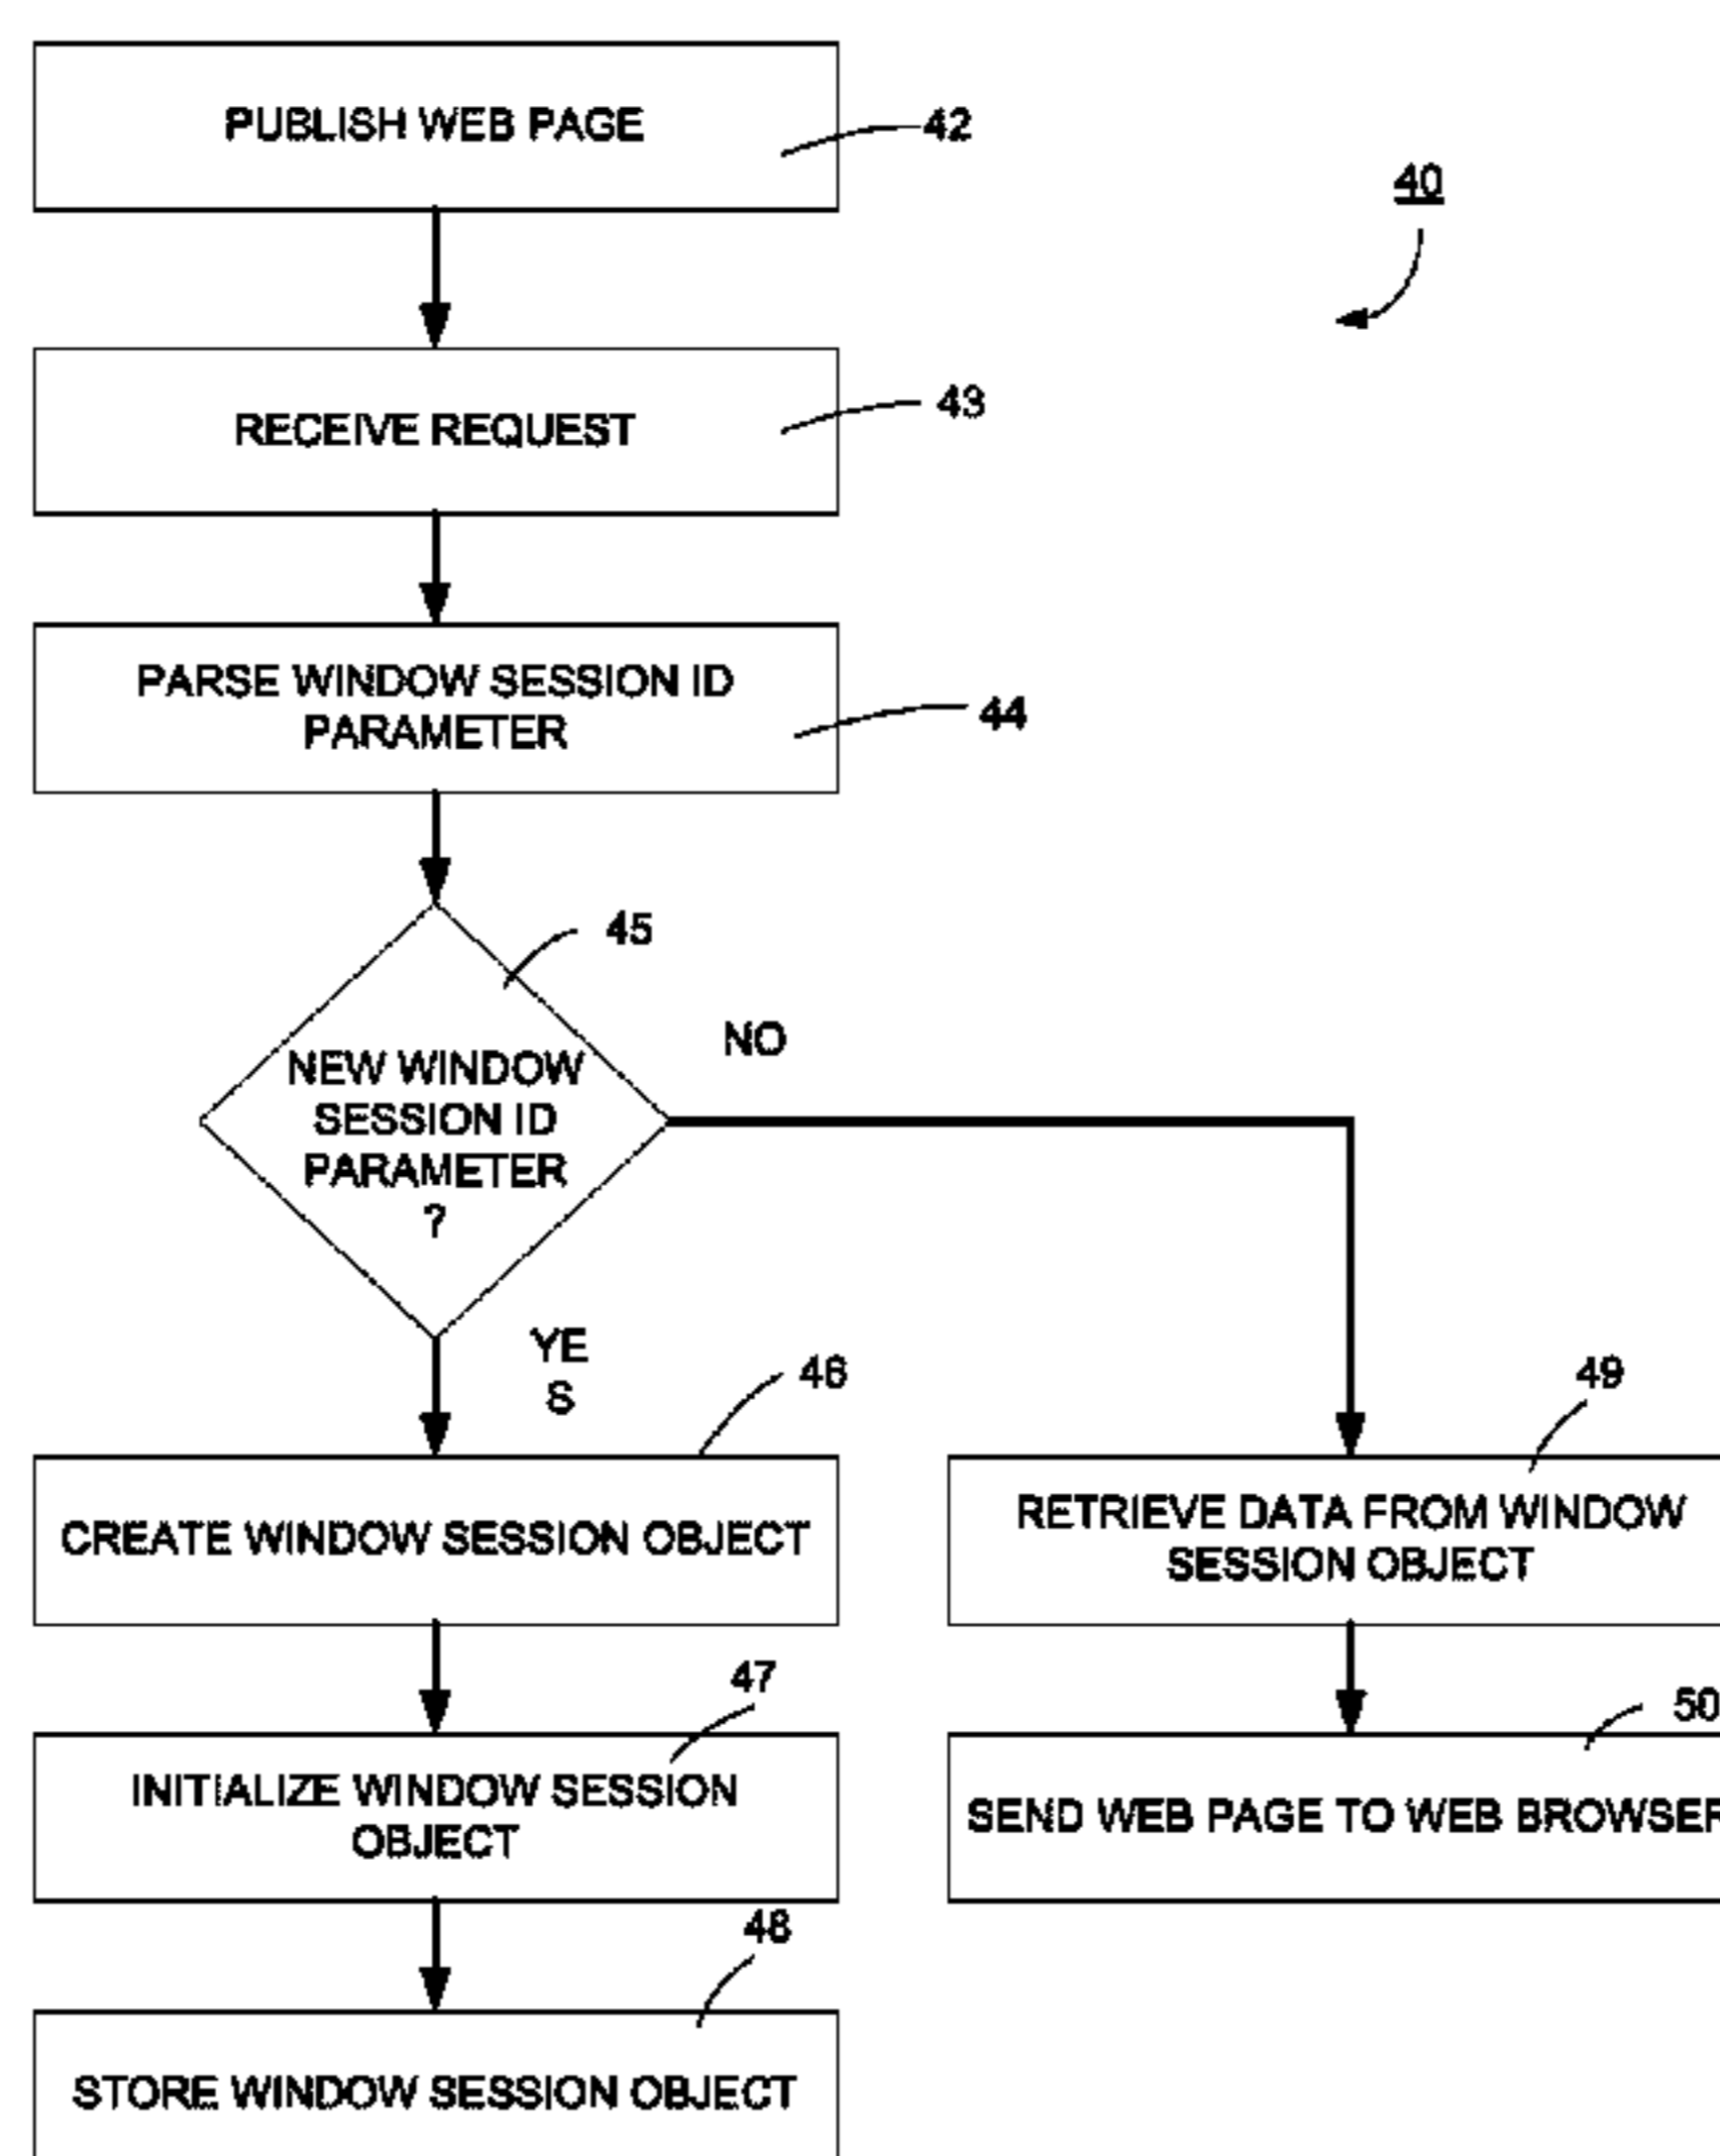 PUBLISH WEB PAGE
42
40
RECEIVE REQUEST
43
PARSE WINDOW SESSION ID
PARAMETER
44
45
NEW WINDOW
SESSION ID
PARAMETER
?
NO
YE
S
46
49
CREATE WINDOW SESSION OBJECT
RETRIEVE DATA FROM WINDOW
SESSION OBJECT
47
50
INITIALIZE WINDOW SESSION
OBJECT
SEND WEB PAGE TO WEB BROWSER
48
STORE WINDOW SESSION OBJECT